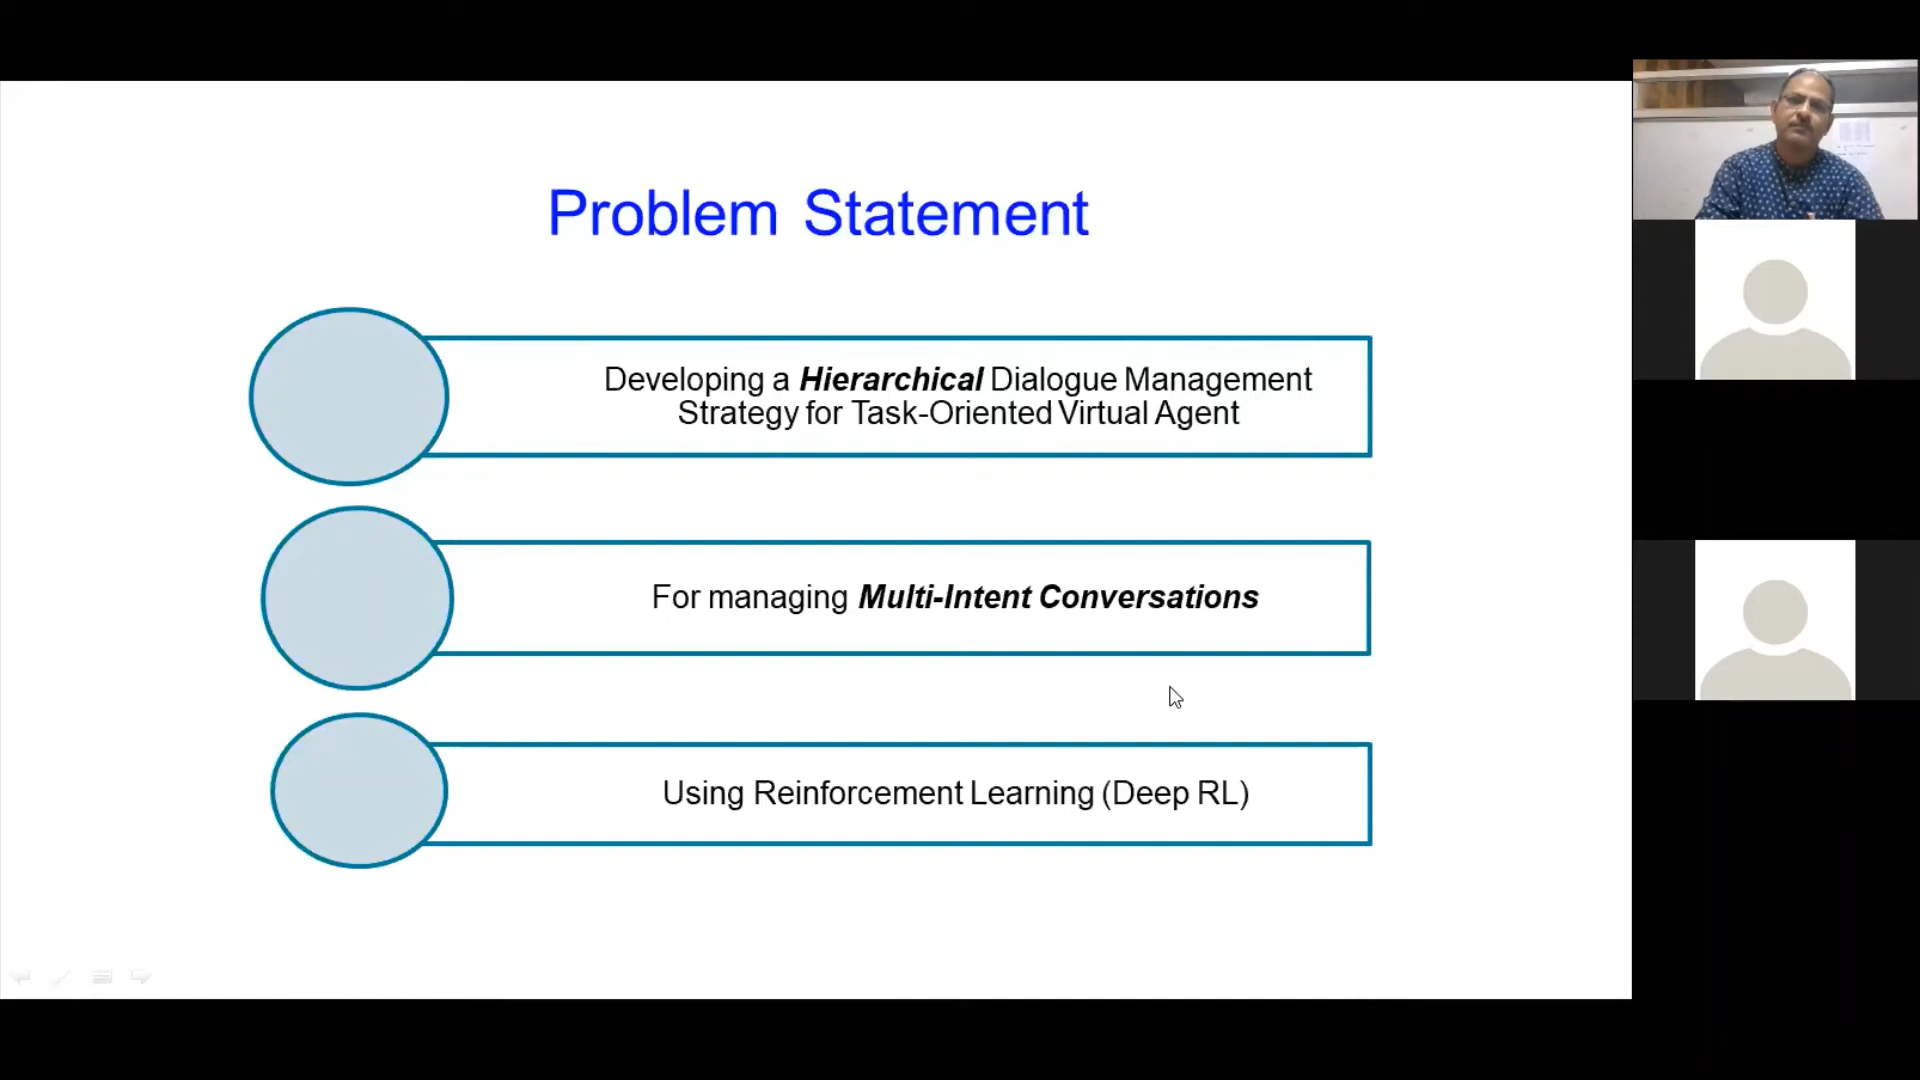 Problem Statement
Developing a Hierarchical Dialogue Management
Strategy for Task-Oriented Virtual Agent
For managing Multi-Intent Conversations
Using Reinforcement Learning (Deep RL)